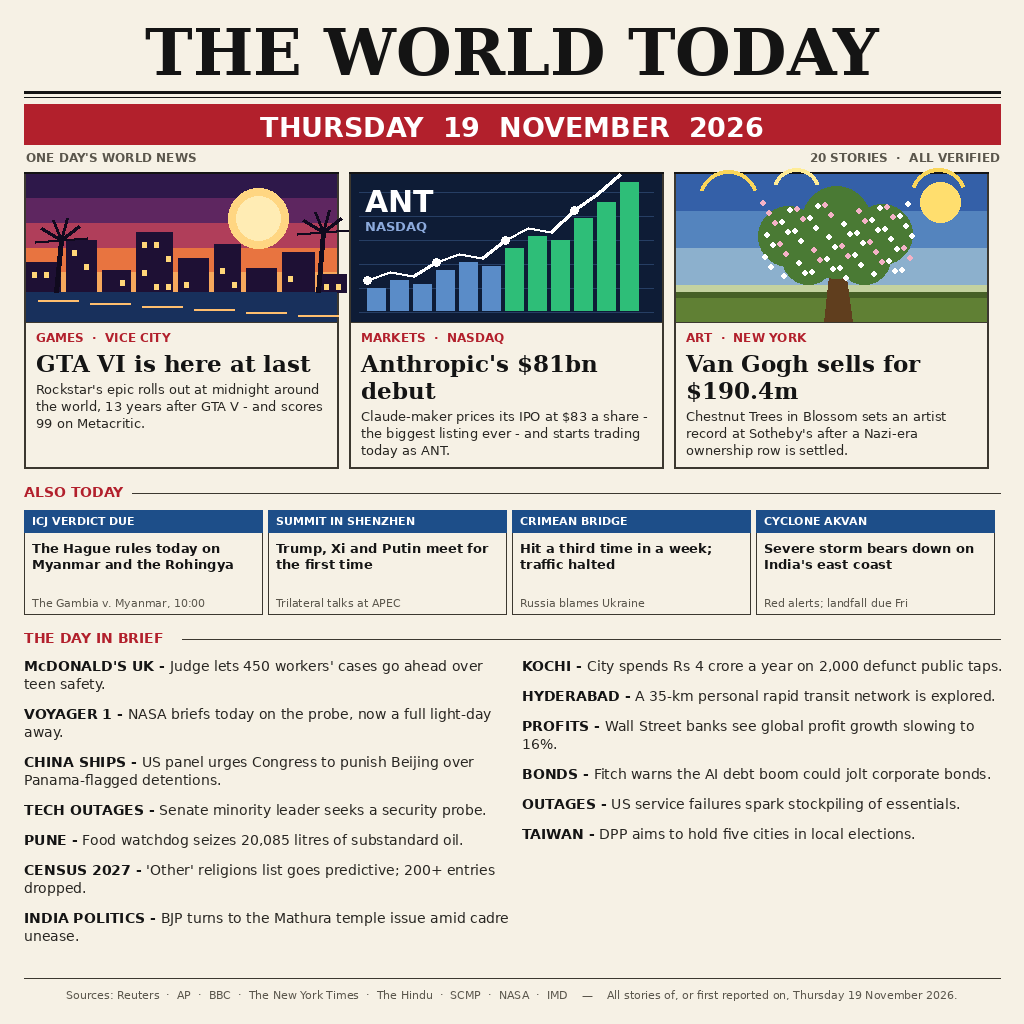 THE WORLD TODAY
THURSDAY 19 NOVEMBER 2026
ONE DAY'S WORLD NEWS
20 STORIES · ALL VERIFIED
ANT
NASDAQ
GAMES · VICE CITY
GTA VI is here at last
Rockstar's epic rolls out at midnight around
the world, 13 years after GTA V - and scores
99 on Metacritic.
MARKETS · NASDAQ
Anthropic's $81bn
debut
Claude-maker prices its IPO at $83 a share -
the biggest listing ever - and starts trading
today as ANT.
ART · NEW YORK
Van Gogh sells for
$190.4m
Chestnut Trees in Blossom sets an artist
record at Sotheby's after a Nazi-era
ownership row is settled.
ALSO TODAY
ICJ VERDICT DUE
The Hague rules today on
Myanmar and the Rohingya
The Gambia v. Myanmar, 10:00
SUMMIT IN SHENZHEN
Trump, Xi and Putin meet for
the first time
Trilateral talks at APEC
CRIMEAN BRIDGE
Hit a third time in a week;
traffic halted
Russia blames Ukraine
CYCLONE AKVAN
Severe storm bears down on
India's east coast
Red alerts; landfall due Fri
THE DAY IN BRIEF
McDONALD'S UK - Judge lets 450 workers' cases go ahead over
teen safety.
VOYAGER 1 - NASA briefs today on the probe, now a full light-day
away.
CHINA SHIPS - US panel urges Congress to punish Beijing over
Panama-flagged detentions.
TECH OUTAGES - Senate minority leader seeks a security probe.
PUNE - Food watchdog seizes 20,085 litres of substandard oil.
CENSUS 2027 - 'Other' religions list goes predictive; 200+ entries
dropped.
INDIA POLITICS - BJP turns to the Mathura temple issue amid cadre
unease.
KOCHI - City spends Rs 4 crore a year on 2,000 defunct public taps.
HYDERABAD - A 35-km personal rapid transit network is explored.
PROFITS - Wall Street banks see global profit growth slowing to
16%.
BONDS - Fitch warns the AI debt boom could jolt corporate bonds.
OUTAGES - US service failures spark stockpiling of essentials.
TAIWAN - DPP aims to hold five cities in local elections.
Sources: Reuters · AP · BBC · The New York Times · The Hindu · SCMP · NASA · IMD — All stories of, or first reported on, Thursday 19 November 2026.